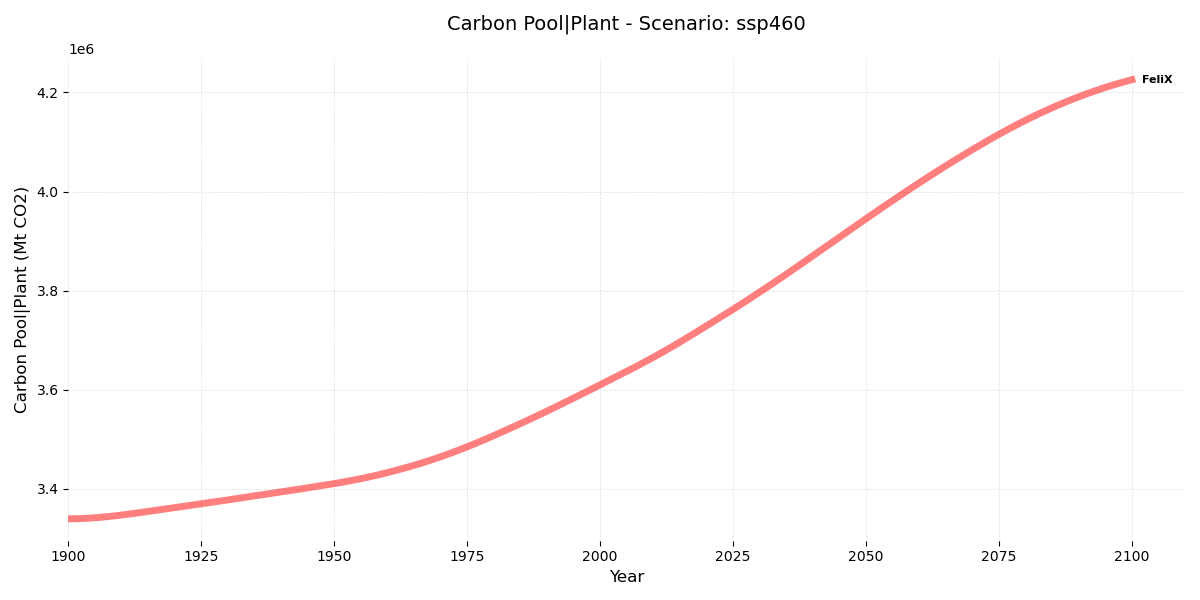 Carbon Pool|Plant - Scenario: ssp460
1e6
4.2
4.0
3.8
3.6
3.4
Carbon Pool|Plant (Mt CO2)
FeliX
1900 1925 1950 1975 2000 2025 2050 2075 2100
Year